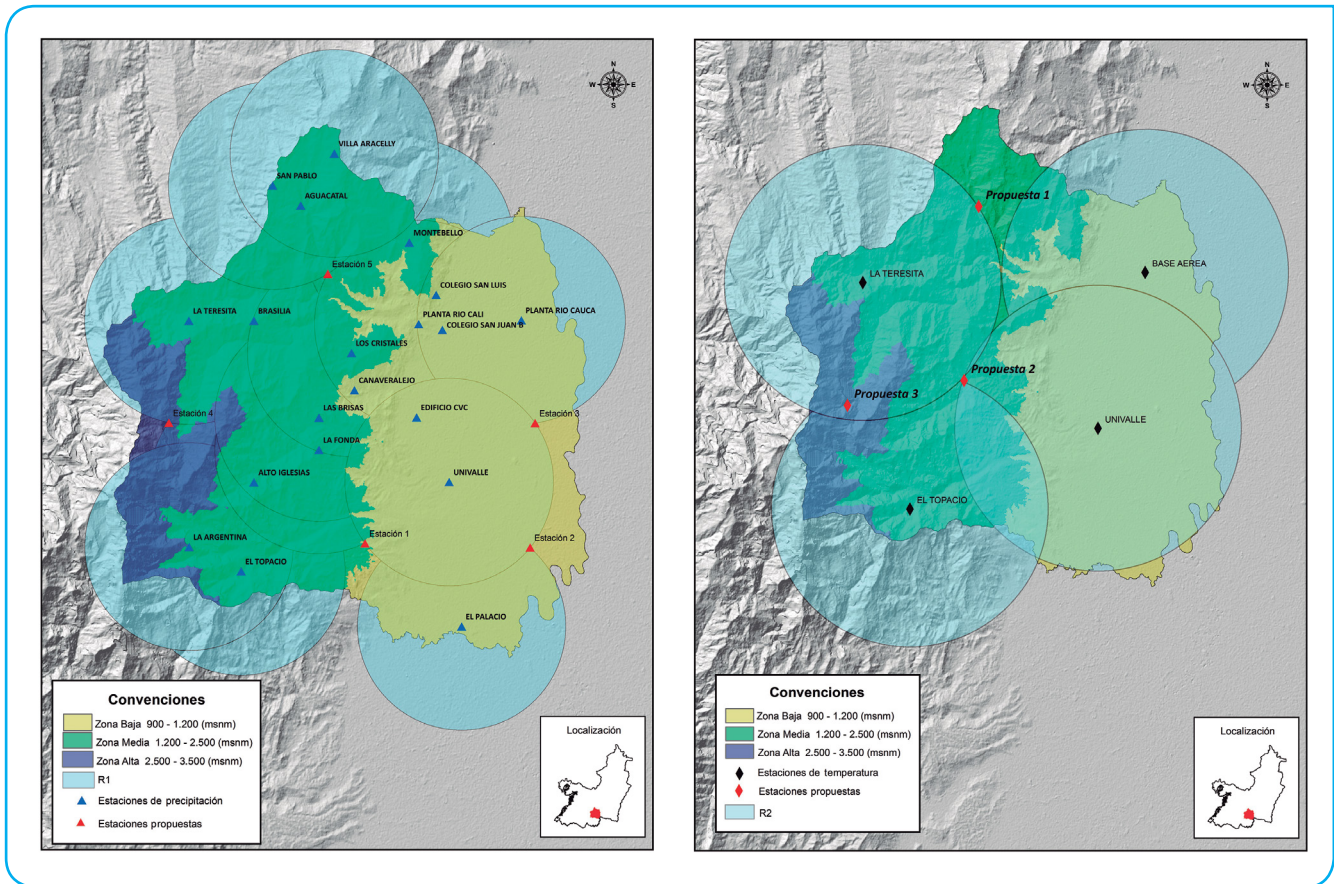 N
W E
S
VILLA ARACELLY
SAN PABLO
AGUACATAL
MONTEBELLO
Estación 5
COLEGIO SAN LUIS
LA TERESITA
BRASILIA
PLANTA RIO CALI
PLANTA RIO CAUCA
COLEGIO SAN JUAN B
LOS CRISTALES
CANAVERALEJO
Estación 4
LAS BRISAS
EDIFICIO CVC
Estación 3
LA FONDA
ALTO IGLESIAS
UNIVALLE
LA ARGENTINA
Estación 1
Estación 2
EL TOPACIO
EL PALACIO
Convenciones
Zona Baja 900 - 1.200 (msnm)
Zona Media 1.200 - 2.500 (msnm)
Zona Alta 2.500 - 3.500 (msnm)
R1
Estaciones de precipitación
Estaciones propuestas
Localización
N
W E
S
Propuesta 1
LA TERESITA
BASE AEREA
Propuesta 2
Propuesta 3
UNIVALLE
EL TOPACIO
Convenciones
Zona Baja 900 - 1.200 (msnm)
Zona Media 1.200 - 2.500 (msnm)
Zona Alta 2.500 - 3.500 (msnm)
Estaciones de temperatura
Estaciones propuestas
R2
Localización